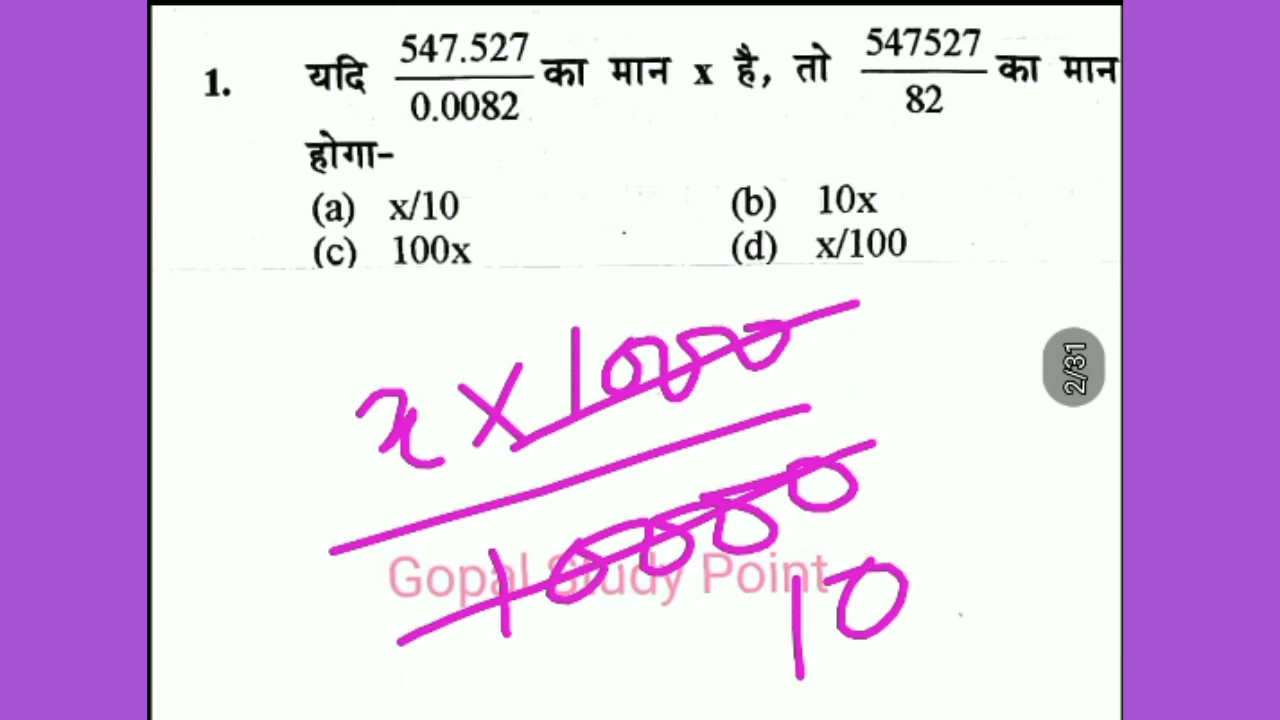 1. यदि 547.527/0.0082 का मान x है, तो 547527/82 का मान
होगा-
(a) x/10 (b) 10x
(c) 100x (d) x/100
x×1000
10000
10
Gopal Study Point
2/31